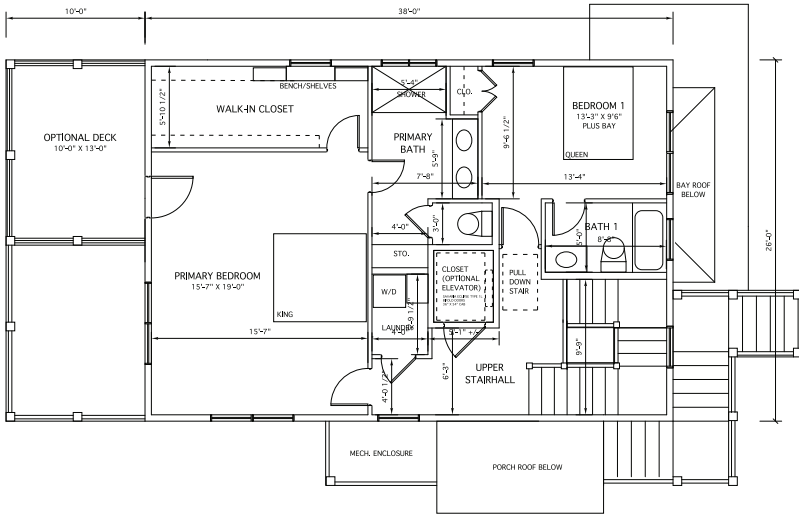 10'-0"
38'-0"
BENCH/SHELVES
5'-10 1/2"
WALK-IN CLOSET
5'-4"
SHOWER
CLO.
9'-6 1/2"
BEDROOM 1
13'-3" X 9'6"
PLUS BAY
QUEEN
OPTIONAL DECK
10'-0" X 13'-0"
PRIMARY
BATH
5'-9"
7'-8"
13'-4"
BAY ROOF
BELOW
4'-0"
3'-0"
BATH 1
5'-0"
8'-8"
26'-0"
STO.
PRIMARY BEDROOM
15'-7" X 19'-0"
KING
CLOSET
(OPTIONAL
ELEVATOR)
PULL
DOWN
STAIR
W/D
LAUNDRY
15'-7"
4'-0"
5'-1" +/-
9'-9"
4'-0 1/2"
6'-3"
UPPER
STAIRHALL
MECH. ENCLOSURE
PORCH ROOF BELOW